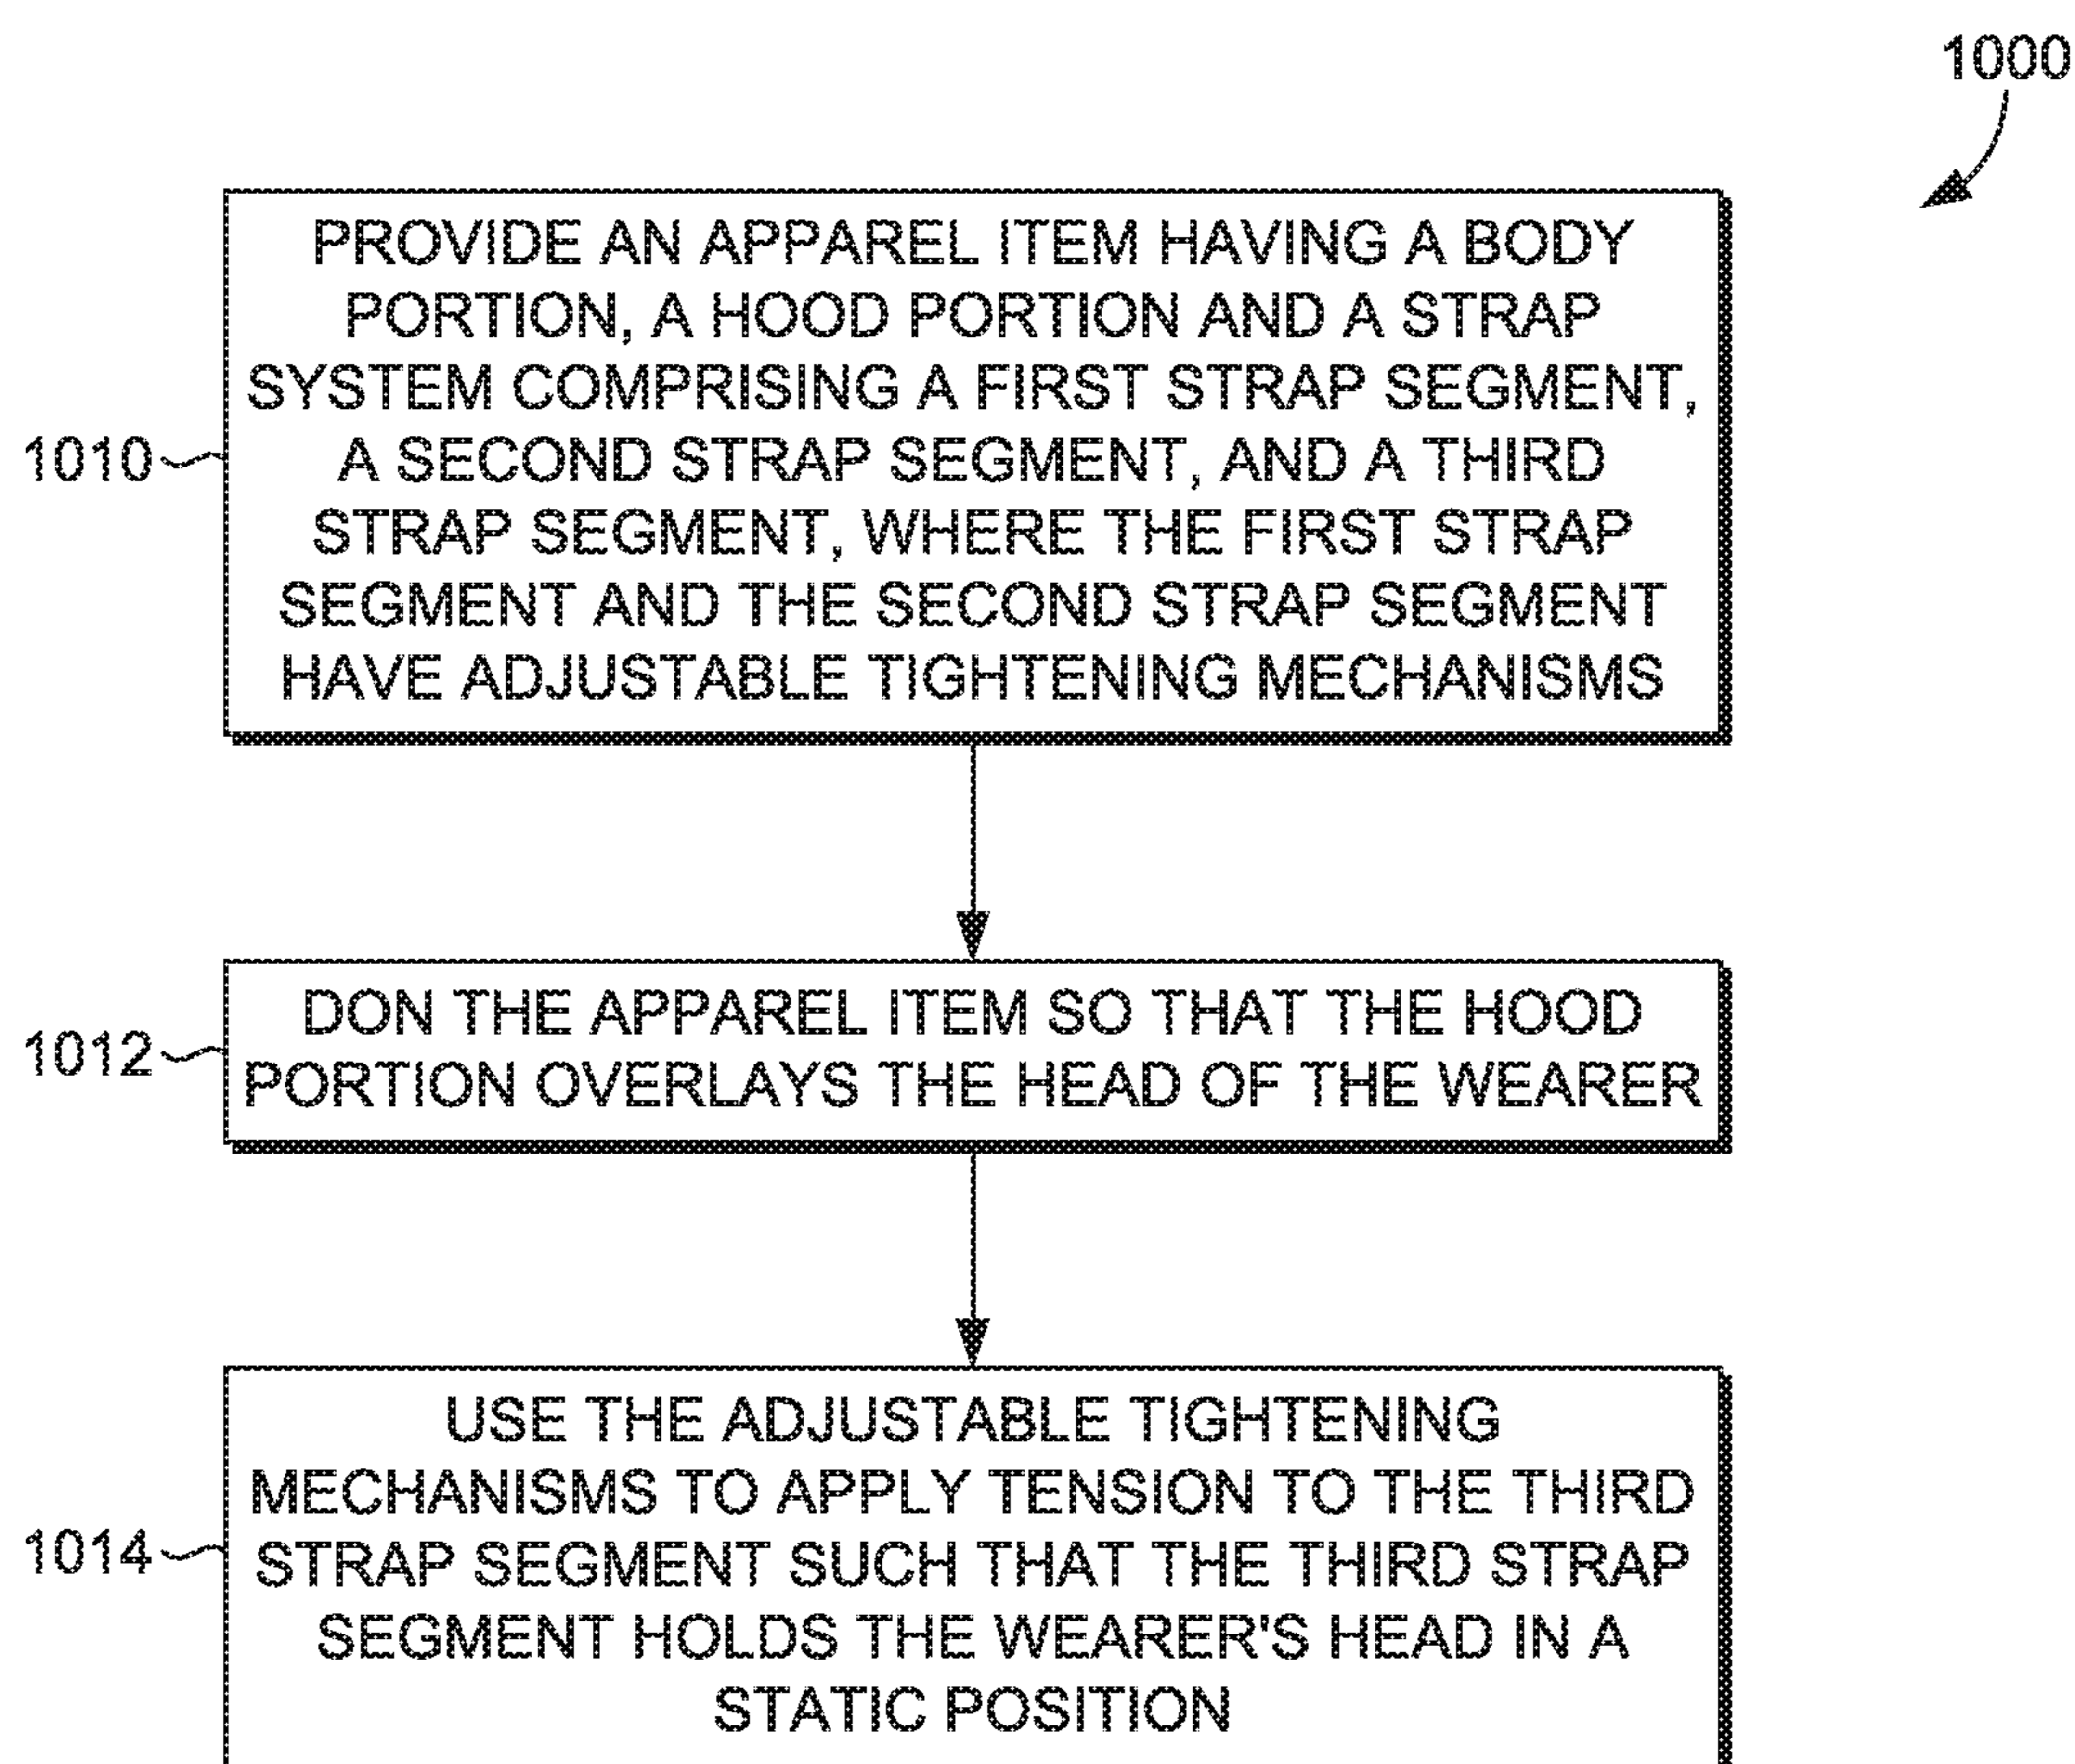 1000
PROVIDE AN APPAREL ITEM HAVING A BODY
PORTION, A HOOD PORTION AND A STRAP
SYSTEM COMPRISING A FIRST STRAP SEGMENT,
A SECOND STRAP SEGMENT, AND A THIRD
STRAP SEGMENT, WHERE THE FIRST STRAP
SEGMENT AND THE SECOND STRAP SEGMENT
HAVE ADJUSTABLE TIGHTENING MECHANISMS
1010
DON THE APPAREL ITEM SO THAT THE HOOD
PORTION OVERLAYS THE HEAD OF THE WEARER
1012
USE THE ADJUSTABLE TIGHTENING
MECHANISMS TO APPLY TENSION TO THE THIRD
STRAP SEGMENT SUCH THAT THE THIRD STRAP
SEGMENT HOLDS THE WEARER'S HEAD IN A
STATIC POSITION
1014